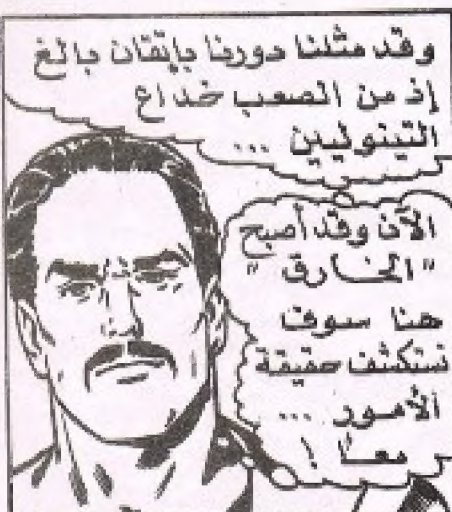 وقد مثلنا دورنا بإتقان بالغ
إذ من الصعب خداع
التينوليين ...
الآن وقد أصبح
"الخارق"
هنا سوف
نستكشف حقيقة
الأمور ...
معًا !